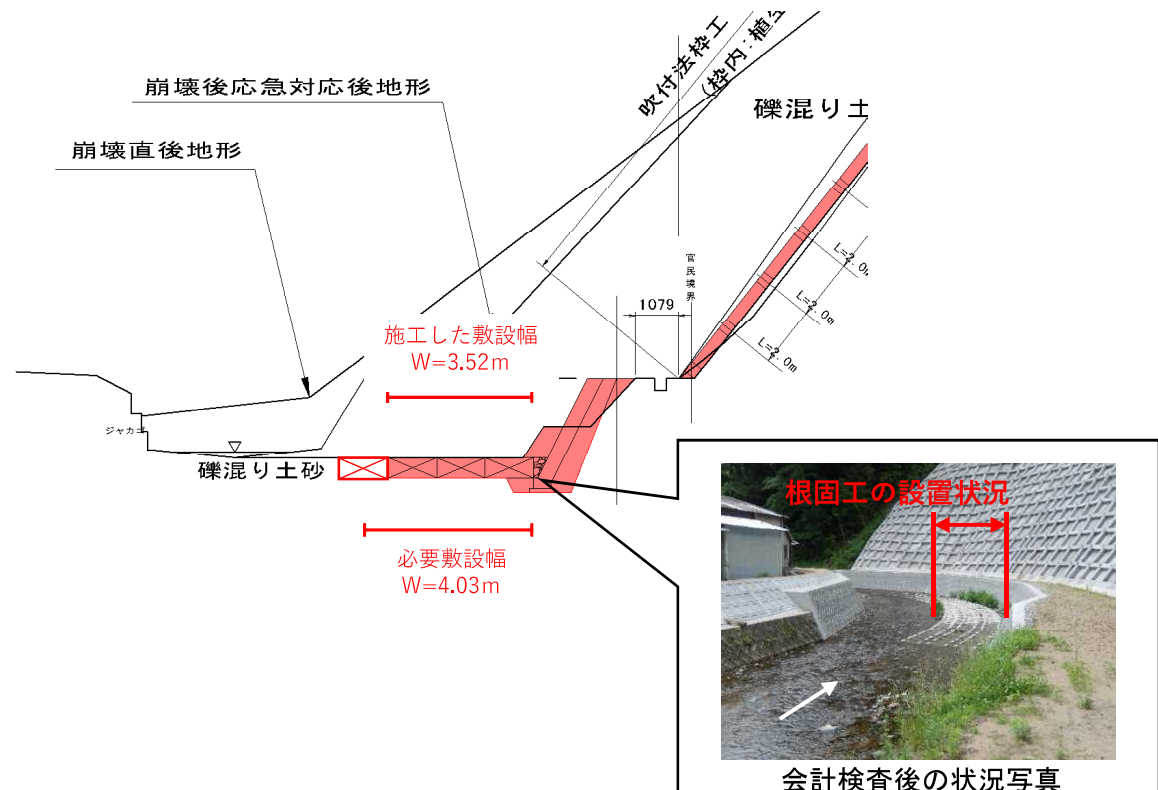 崩壊後応急対応後地形
崩壊直後地形
吹付法枠工
(枠内:植生
礫混り土
官民境界
1079
L=2.0m
L=2.0m
L=2.0m
施工した敷設幅
W=3.52m
ジャカゴ
礫混り土砂
必要敷設幅
W=4.03m
根固工の設置状況
会計検査後の状況写真